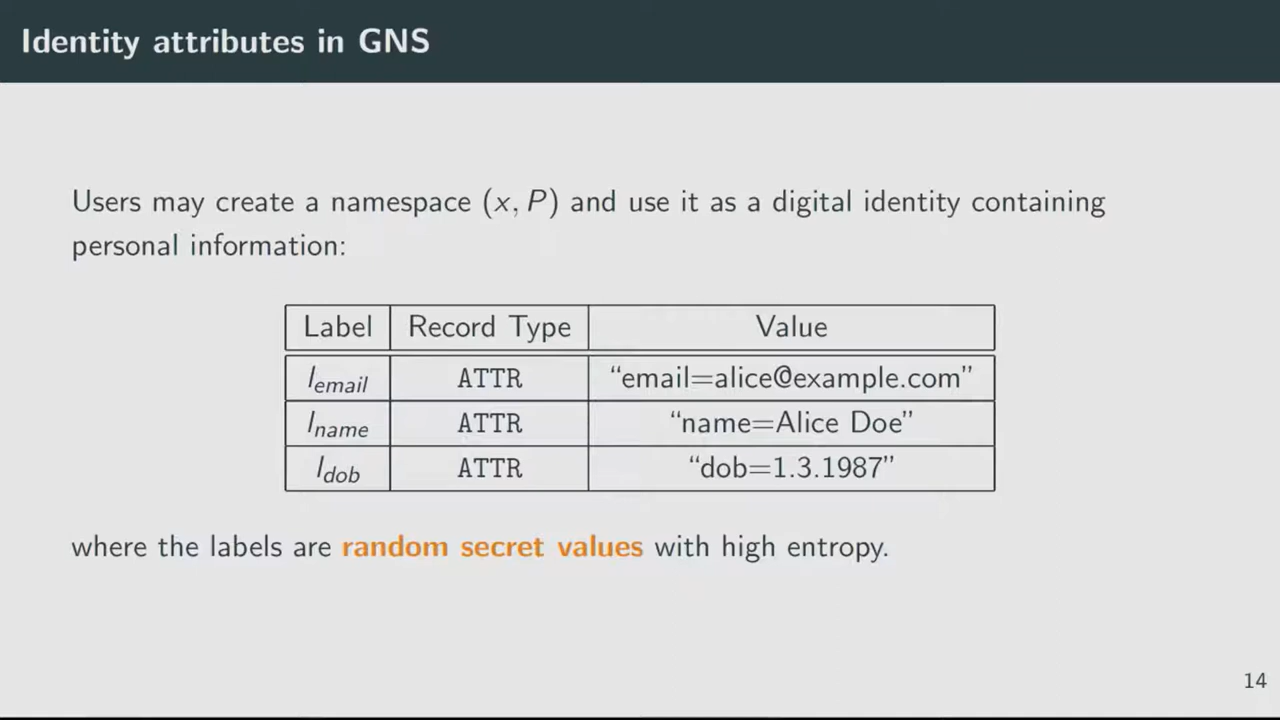 Identity attributes in GNS
Users may create a namespace (x, P) and use it as a digital identity containing
personal information:
Label Record Type Value
l_email ATTR “email=alice@example.com”
l_name ATTR “name=Alice Doe”
l_dob ATTR “dob=1.3.1987”
where the labels are random secret values with high entropy.
14